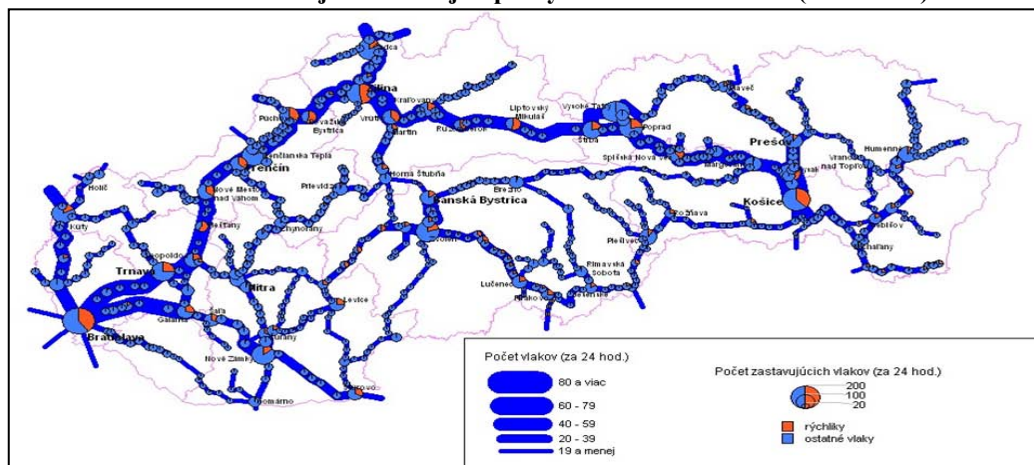 Bratislava
Trnava
Galanta
Šaľa
Nitra
Nové Zámky
Komárno
Levice
Holíč
Kúty
Piešťany
Nové Mesto
nad Váhom
Trenčianska Teplá
Prievidza
Púchov
Považská
Bystrica
Žilina
Vrútky
Martin
Kraľovany
Ružomberok
Liptovský
Mikuláš
Štrba
Vysoké Tatry
Poprad
Spišská Nová Ves
Margecany
Prešov
Košice
Vranov
nad Topľou
Humenné
Horná Štubňa
Banská Bystrica
Brezno
Zvolen
Lučenec
Rimavská
Sobota
Plešivec
Rožňava
Počet vlakov (za 24 hod.)
80 a viac
60 - 79
40 - 59
20 - 39
19 a menej
Počet zastavujúcich vlakov (za 24 hod.)
200
100
20
rýchliky
ostatné vlaky